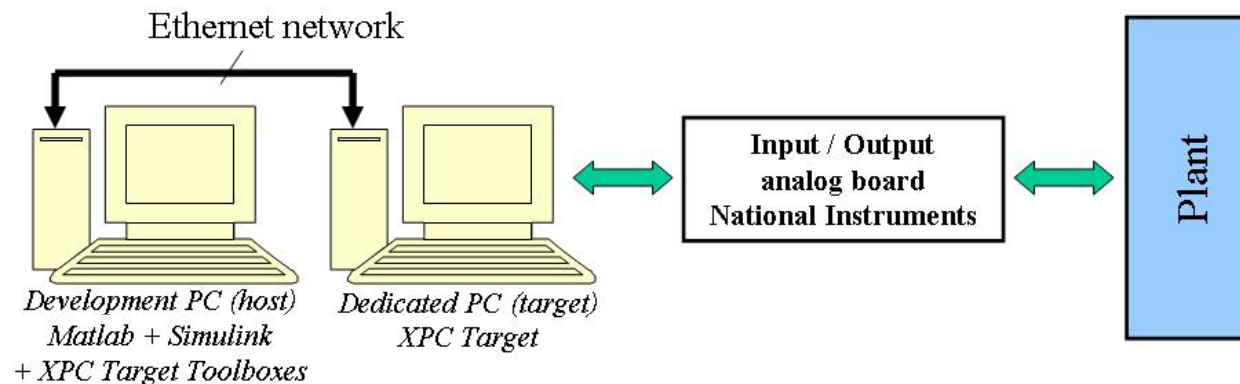 Ethernet network
Development PC (host)
Matlab + Simulink
+ XPC Target Toolboxes
Dedicated PC (target)
XPC Target
Input / Output
analog board
National Instruments
Plant